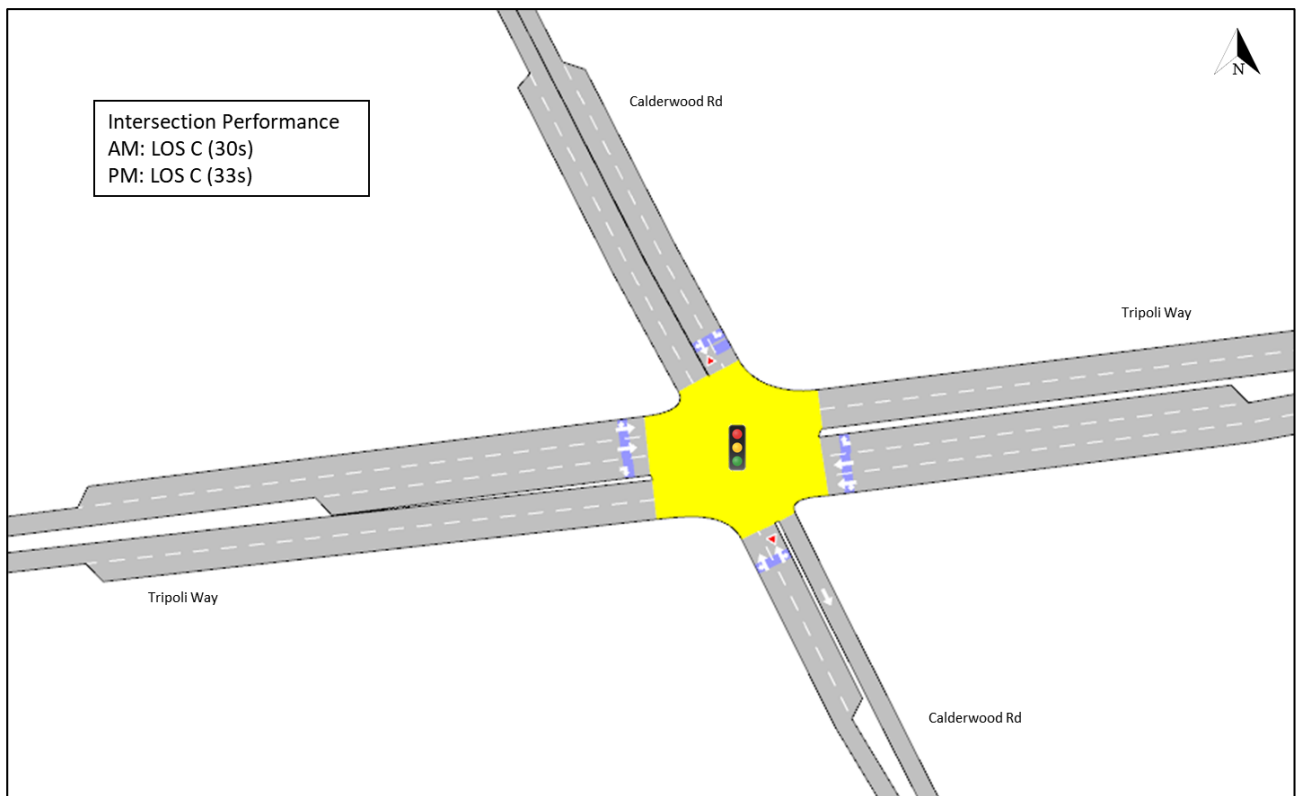 N
Calderwood Rd
Intersection Performance
AM: LOS C (30s)
PM: LOS C (33s)
Tripoli Way
Tripoli Way
Calderwood Rd